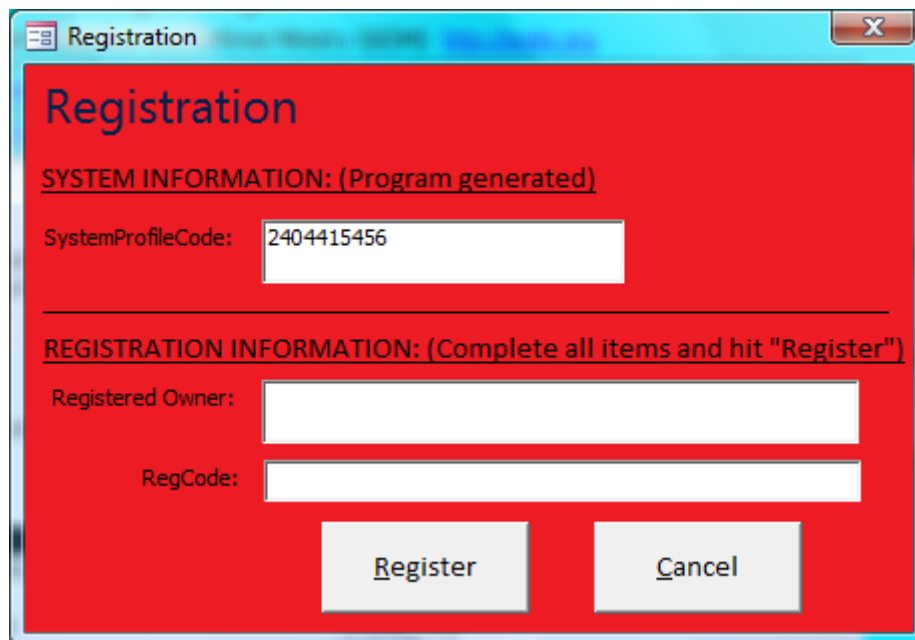 Registration
Registration
SYSTEM INFORMATION: (Program generated)
SystemProfileCode: 2404415456
REGISTRATION INFORMATION: (Complete all items and hit "Register")
Registered Owner:
RegCode:
Register Cancel